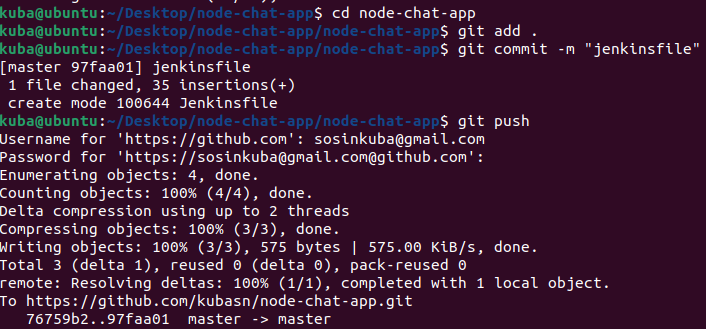 kuba@ubuntu:~/Desktop/node-chat-app$ cd node-chat-app
kuba@ubuntu:~/Desktop/node-chat-app/node-chat-app$ git add .
kuba@ubuntu:~/Desktop/node-chat-app/node-chat-app$ git commit -m "jenkinsfile"
[master 97faa01] jenkinsfile
 1 file changed, 35 insertions(+)
 create mode 100644 Jenkinsfile
kuba@ubuntu:~/Desktop/node-chat-app/node-chat-app$ git push
Username for 'https://github.com': sosinkuba@gmail.com
Password for 'https://sosinkuba@gmail.com@github.com':
Enumerating objects: 4, done.
Counting objects: 100% (4/4), done.
Delta compression using up to 2 threads
Compressing objects: 100% (3/3), done.
Writing objects: 100% (3/3), 575 bytes | 575.00 KiB/s, done.
Total 3 (delta 1), reused 0 (delta 0), pack-reused 0
remote: Resolving deltas: 100% (1/1), completed with 1 local object.
To https://github.com/kubasn/node-chat-app.git
   76759b2..97faa01  master -> master